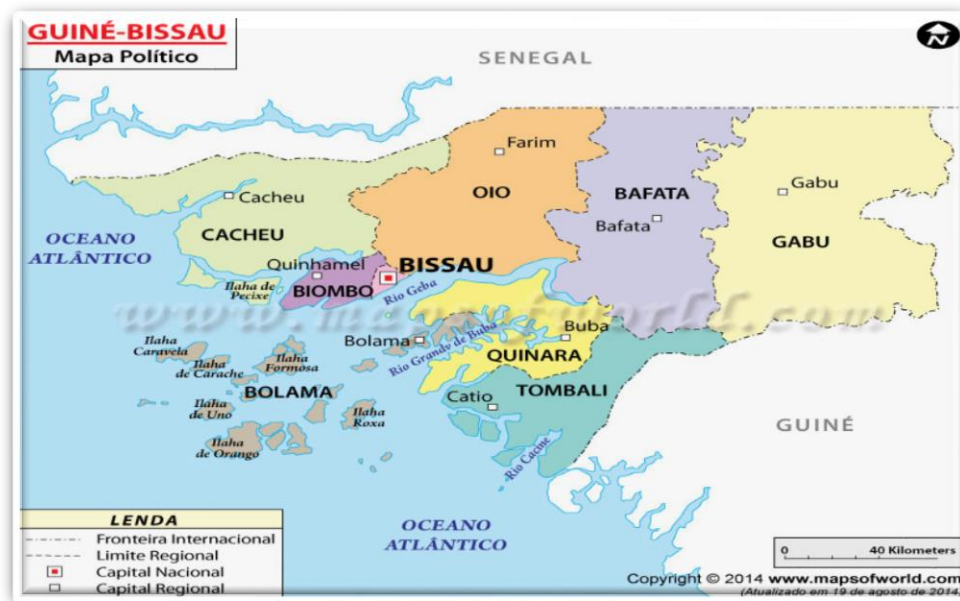 GUINÉ-BISSAU
Mapa Político
N
SENEGAL
Farim
Cacheu
OIO
BAFATA
Gabu
Bafata
CACHEU
GABU
OCEANO
ATLÂNTICO
Quinhamel
BISSAU
Ilaha de
Pecixe
BIOMBO
Rio Geba
www.mapsofworld.com
Bolama
Rio Grandv de Buba
Buba
Ilaha
Caravela
Ilaha
de Carache
Ilaha
Formosa
QUINARA
BOLAMA
TOMBALI
Catio
Ilaha
de Uno
Ilaha
Roxa
GUINÉ
Ilaha
de Orango
Rio Cacine
OCEANO
ATLÂNTICO
LENDA
Fronteira Internacional
Limite Regional
Capital Nacional
Capital Regional
0 40 Kilometers
Copyright © 2014 www.mapsofworld.com
(Atualizado em 19 de agosto de 2014)